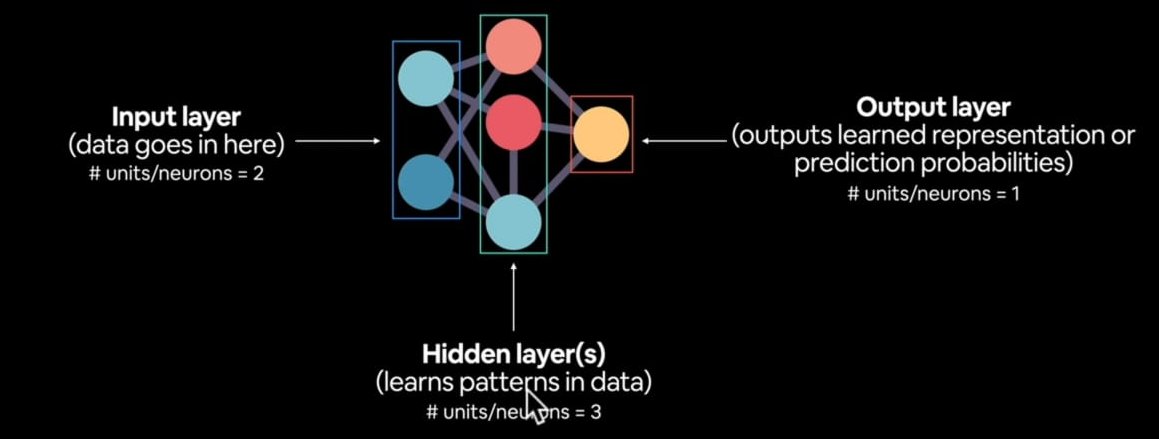 Input layer
(data goes in here)
# units/neurons = 2
Output layer
(outputs learned representation or
prediction probabilities)
# units/neurons = 1
Hidden layer(s)
(learns patterns in data)
# units/neurons = 3